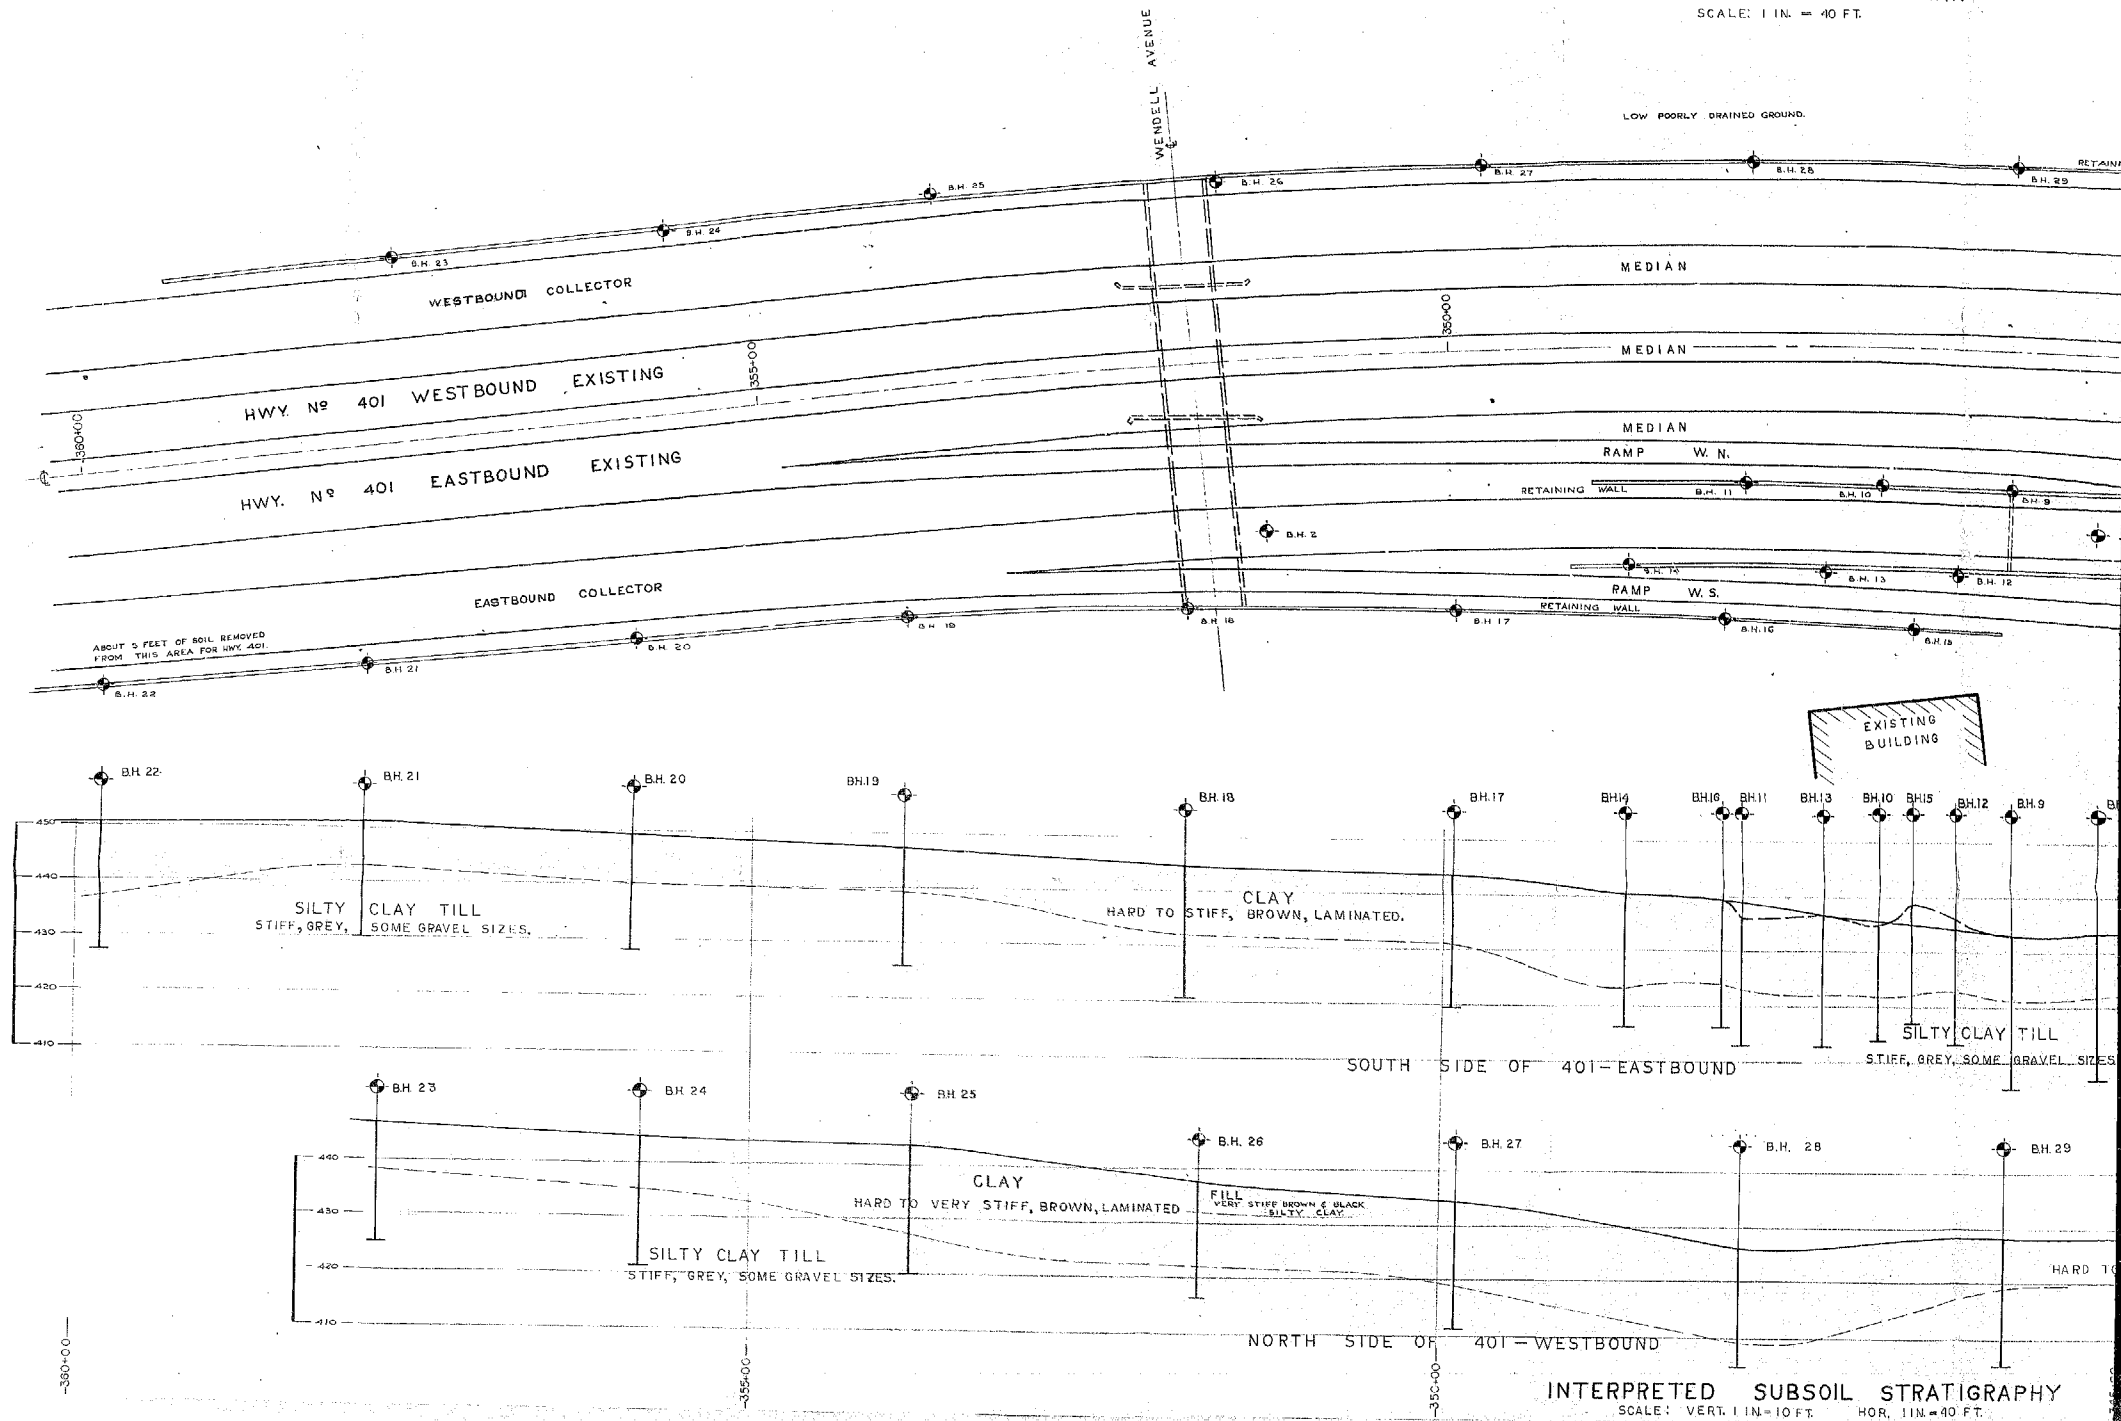 SCALE: 1 IN. = 40 FT.
WENDELL AVENUE
LOW POORLY DRAINED GROUND.
B.H. 23
B.H. 24
B.H. 25
B.H. 26
B.H. 27
B.H. 28
B.H. 29
WESTBOUND COLLECTOR
MEDIAN
350+00
355+00
360+00
MEDIAN
HWY. Nº 401 WESTBOUND EXISTING
HWY. Nº 401 EASTBOUND EXISTING
MEDIAN
RAMP W. N.
RETAINING WALL
B.H. 11
B.H. 10
B.H. 9
B.H. 2
B.H. 13
B.H. 12
EASTBOUND COLLECTOR
RAMP W. S.
RETAINING WALL
ABOUT 5 FEET OF SOIL REMOVED
FROM THIS AREA FOR HWY. 401.
B.H. 22
B.H. 21
B.H. 20
B.H. 19
B.H. 18
B.H. 17
B.H. 16
B.H. 15
EXISTING
BUILDING
B.H. 22
B.H. 21
B.H. 20
B.H. 19
B.H. 18
B.H. 17
B.H. 14
B.H. 16
B.H. 11
B.H. 13
B.H. 10
B.H. 15
B.H. 12
B.H. 9
450
440
430
420
410
SILTY CLAY TILL
STIFF, GREY, SOME GRAVEL SIZES.
CLAY
HARD TO STIFF, BROWN, LAMINATED.
SILTY CLAY TILL
STIFF, GREY, SOME GRAVEL SIZES
SOUTH SIDE OF 401-EASTBOUND
B.H. 23
B.H. 24
B.H. 25
B.H. 26
B.H. 27
B.H. 28
B.H. 29
440
430
420
410
CLAY
HARD TO VERY STIFF, BROWN, LAMINATED
FILL
VERY STIFF BROWN & BLACK
SILTY CLAY
SILTY CLAY TILL
STIFF, GREY, SOME GRAVEL SIZES.
HARD TO
NORTH SIDE OF 401-WESTBOUND
360+00
355+00
350+00
INTERPRETED SUBSOIL STRATIGRAPHY
SCALE: VERT. 1 IN.=10 FT. HOR. 1 IN.=40 FT.